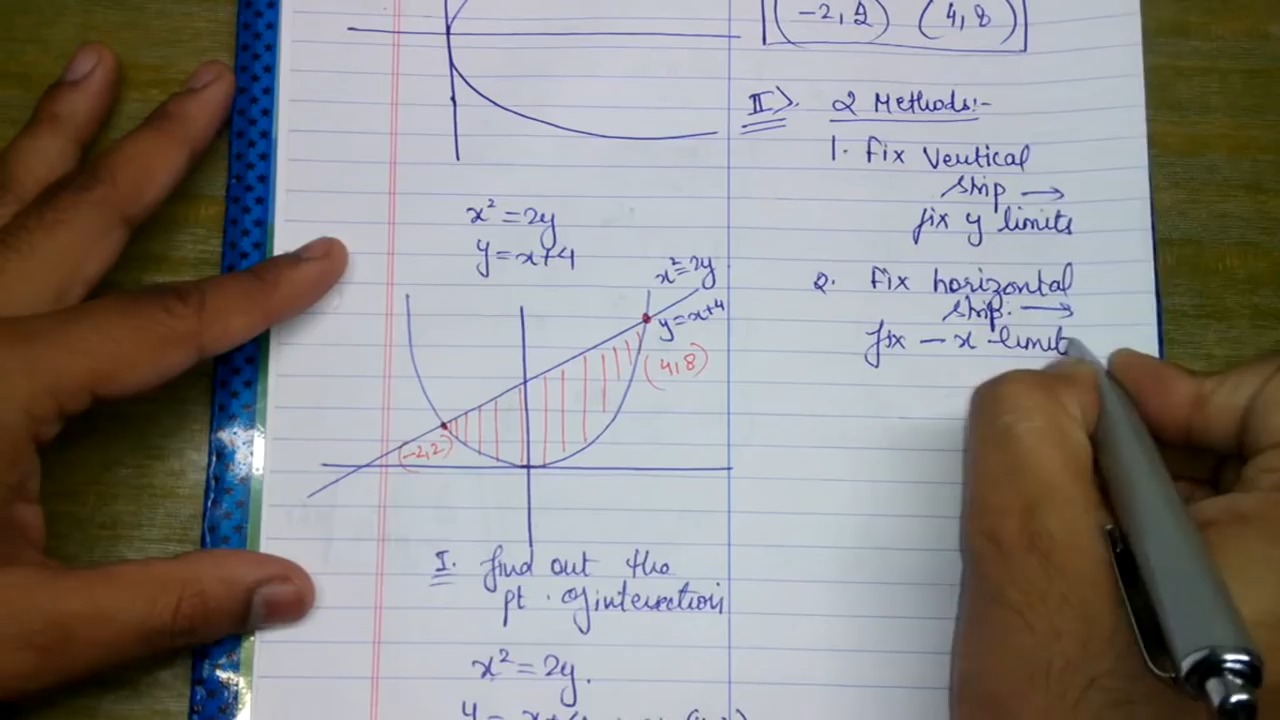 x² = 2y
y = x+4
x² = 2y
y = x+4
(4,8)
(-2,2)
I. find out the
pt. of intersection
x² = 2y.
(-2, 2) (4, 8)
II>. 2 Methods:-
1. Fix Vertical
strip →
fix y limits
2. Fix horizontal
strip. →
fix - x limit